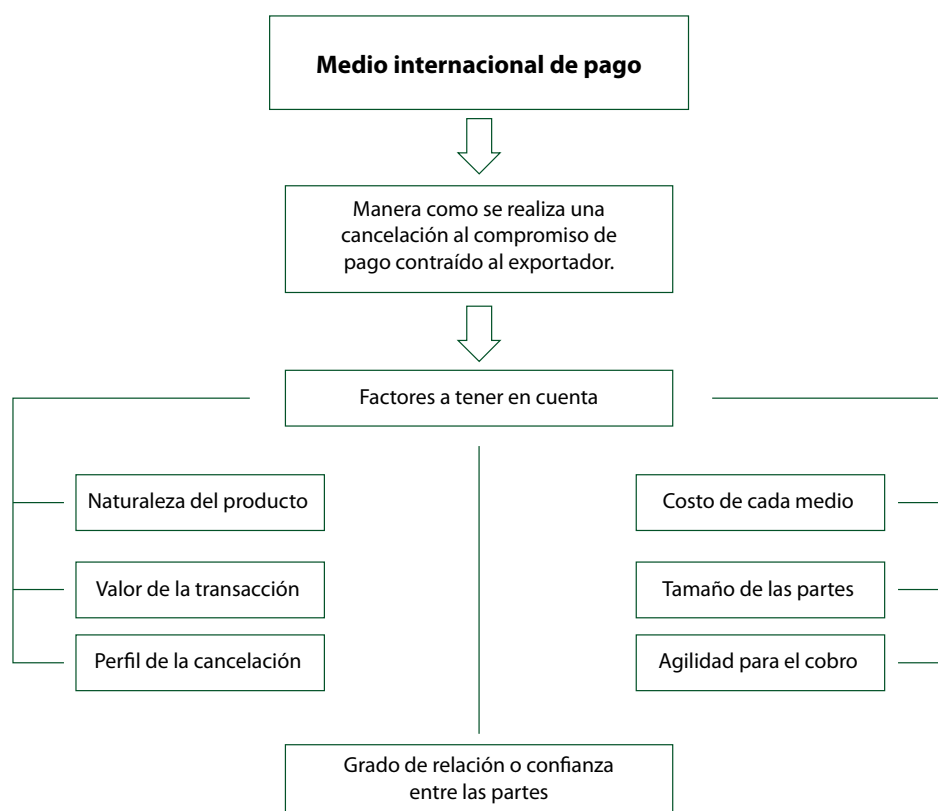 Medio internacional de pago
Manera como se realiza una
cancelación al compromiso de
pago contraído al exportador.
Factores a tener en cuenta
Naturaleza del producto
Valor de la transacción
Perfil de la cancelación
Costo de cada medio
Tamaño de las partes
Agilidad para el cobro
Grado de relación o confianza
entre las partes